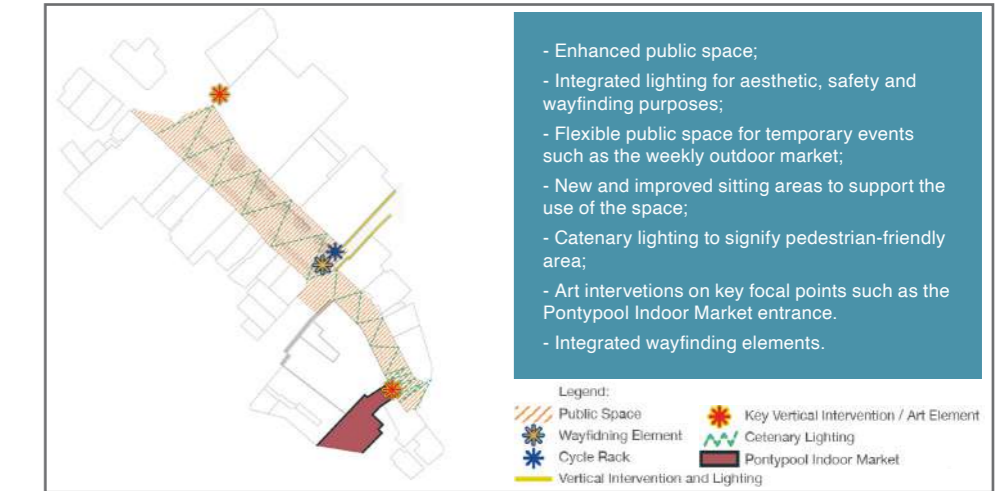 - Enhanced public space;
- Integrated lighting for aesthetic, safety and
wayfinding purposes;
- Flexible public space for temporary events
such as the weekly outdoor market;
- New and improved sitting areas to support the
use of the space;
- Catenary lighting to signify pedestrian-friendly
area;
- Art intervetions on key focal points such as the
Pontypool Indoor Market entrance.
- Integrated wayfinding elements.
Legend:
Public Space
Wayfidning Element
Cycle Rack
Vertical Intervention and Lighting
Key Vertical Intervention / Art Element
Cetenary Lighting
Pontypool Indoor Market